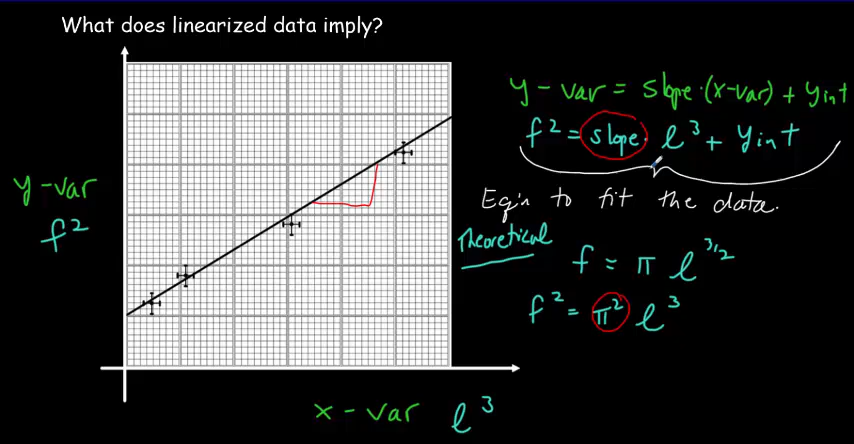 What does linearized data imply?
y - var = slope·(x-var) + yint
f² = slope· l³ + yint
y -var
f²
Eq'n to fit the data.
Theoretical
f = π l^3/2
f² = π² l³
x - var l³